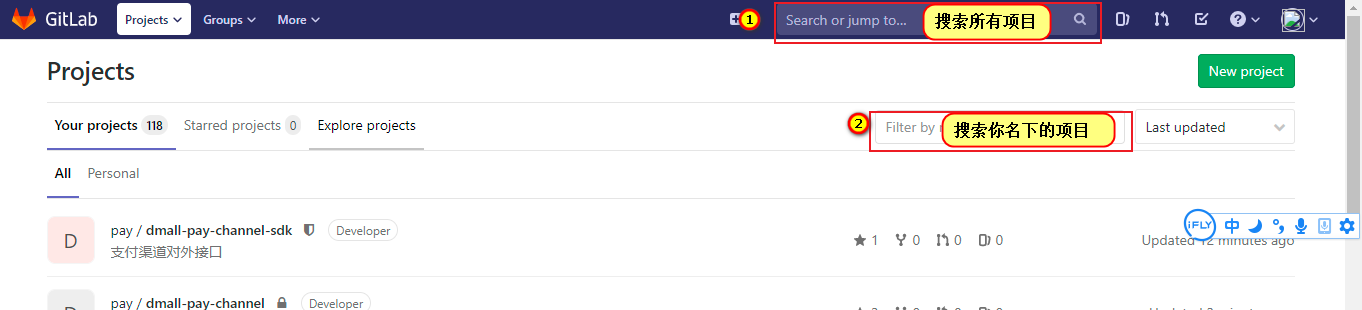 GitLab Projects Groups More 1 Search or jump to... 搜索所有项目
Projects New project
Your projects 118 Starred projects 0 Explore projects 2 Filter by 搜索你名下的项目 Last updated
All Personal
D pay / dmall-pay-channel-sdk Developer 1 0 0 0 Updated 12 minutes ago
支付渠道对外接口
iFLY 中
pay / dmall-pay-channel Developer